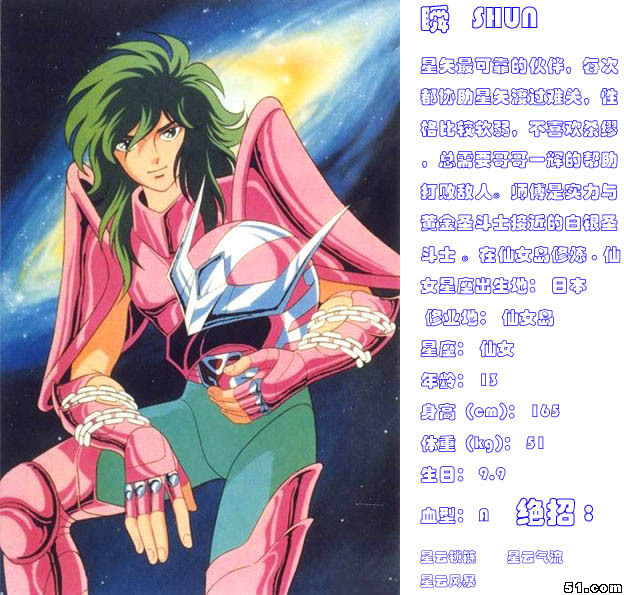 瞬 SHUN
星矢最可靠的伙伴，每次
都协助星矢渡过难关，性
格比较软弱，不喜欢杀缪
，总需要哥哥一辉的帮助
打败敌人。师傅是实力与
黄金圣斗士接近的白银圣
斗士 。在仙女岛修炼 . 仙
女星座出生地： 日本
修业地： 仙女岛
星座： 仙女
年龄： 13
身高 (cm)： 165
体重 (kg)： 51
生日： 9.9
血型： A 绝招：
星云锁链 星云气流
星云风暴
51.com